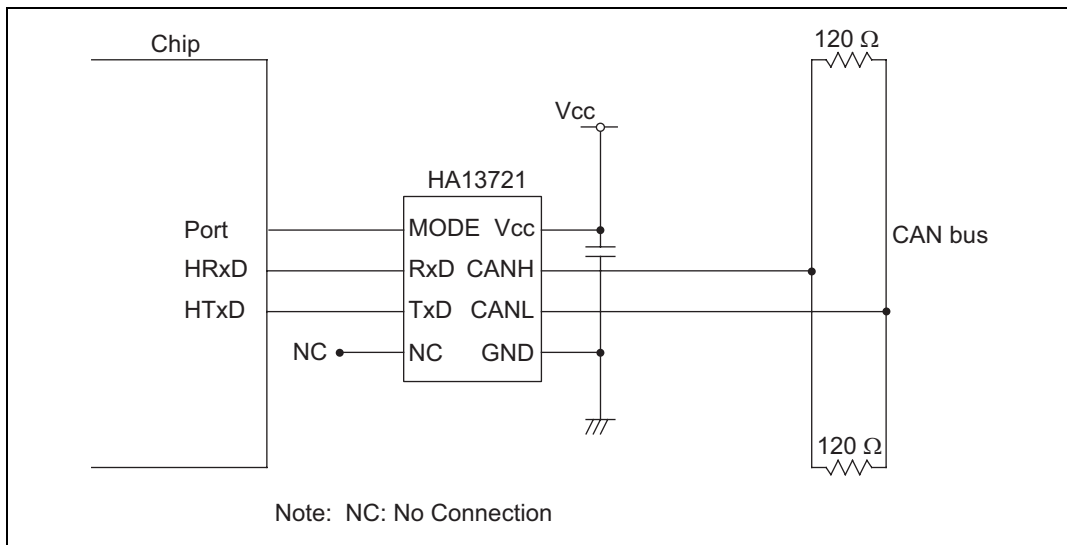 Chip
120 Ω
Vcc
HA13721
Port
MODE Vcc
CAN bus
HRxD
RxD CANH
HTxD
TxD CANL
NC
NC GND
120 Ω
Note: NC: No Connection